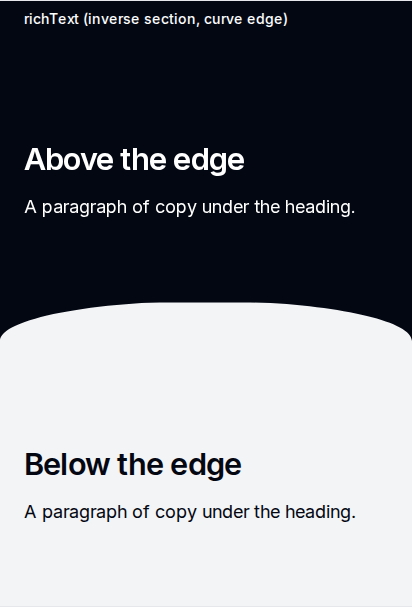 richText (inverse section, curve edge)
Above the edge
A paragraph of copy under the heading.
Below the edge
A paragraph of copy under the heading.